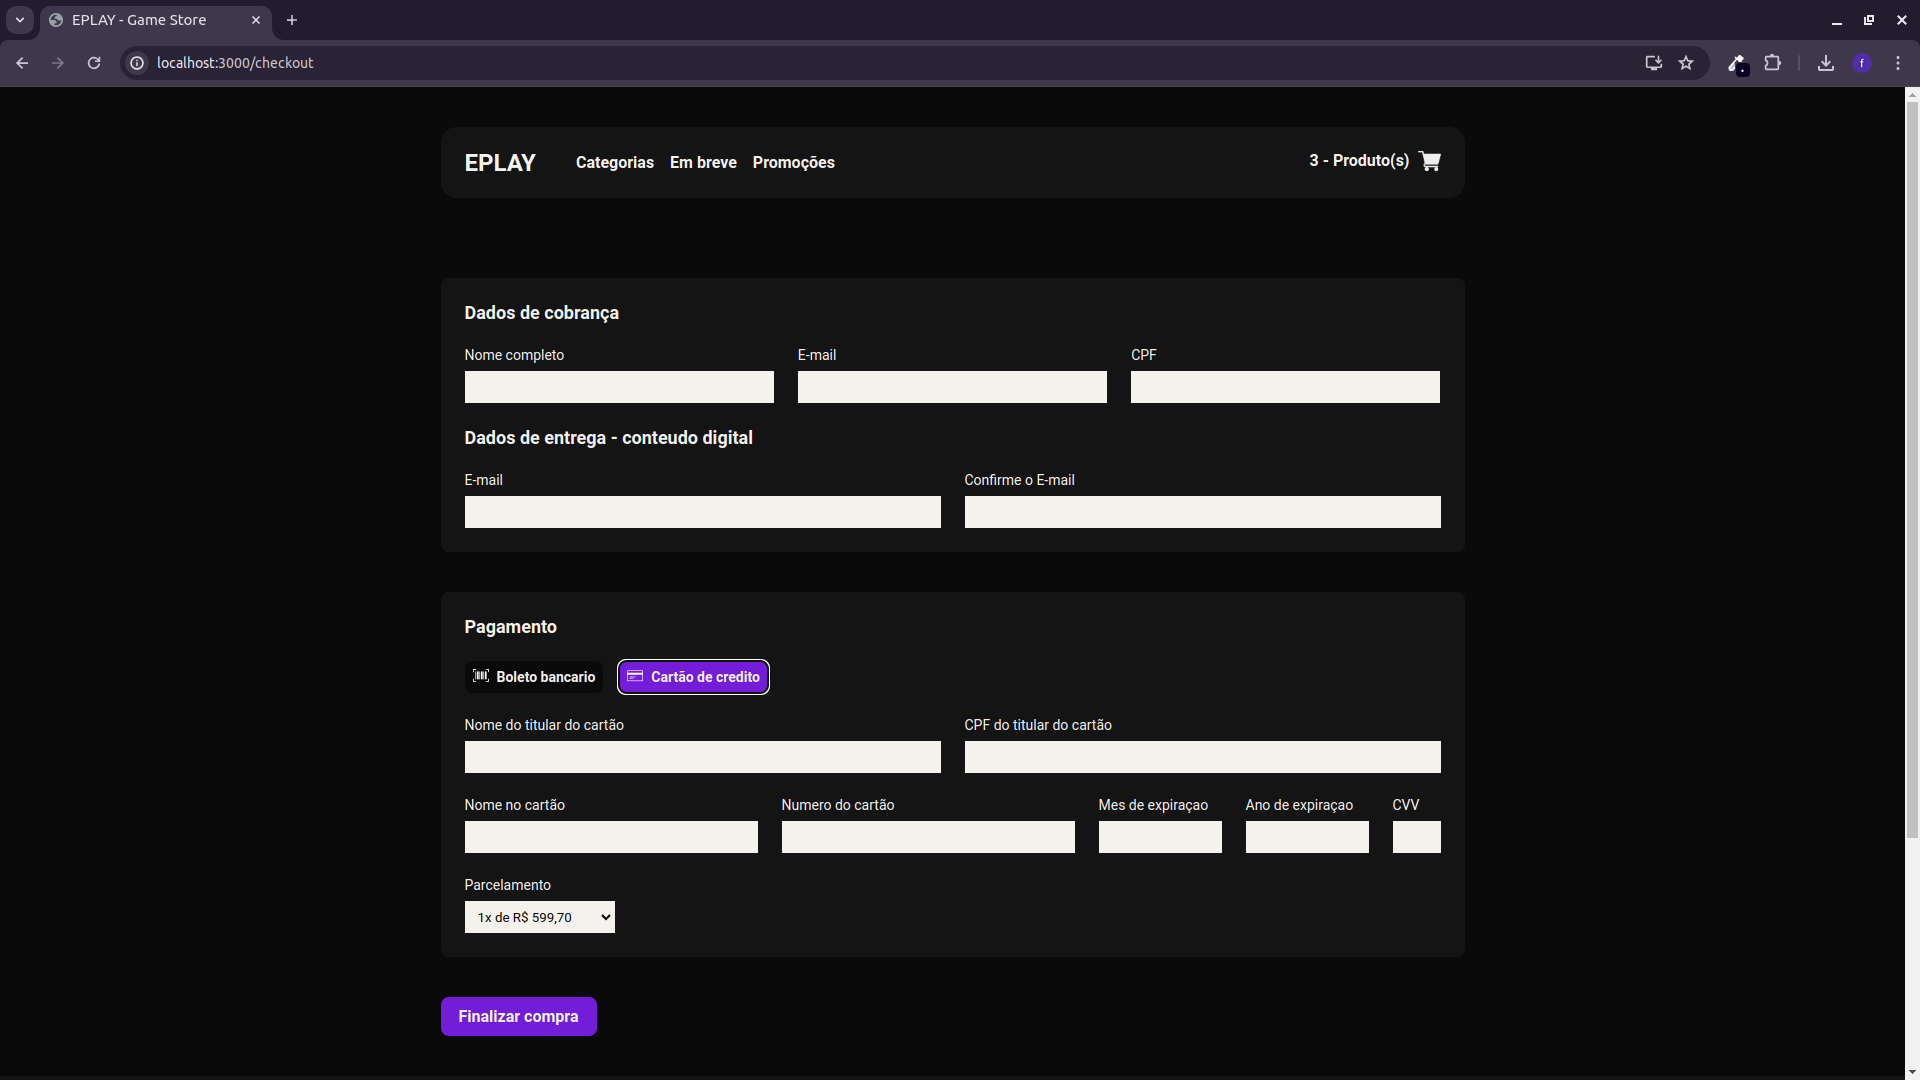 EPLAY - Game Store
localhost:3000/checkout
f
EPLAY Categorias Em breve Promoções 3 - Produto(s)
Dados de cobrança
Nome completo E-mail CPF
Dados de entrega - conteudo digital
E-mail Confirme o E-mail
Pagamento
Boleto bancario Cartão de credito
Nome do titular do cartão CPF do titular do cartão
Nome no cartão Numero do cartão Mes de expiraçao Ano de expiraçao CVV
Parcelamento
1x de R$ 599,70
Finalizar compra